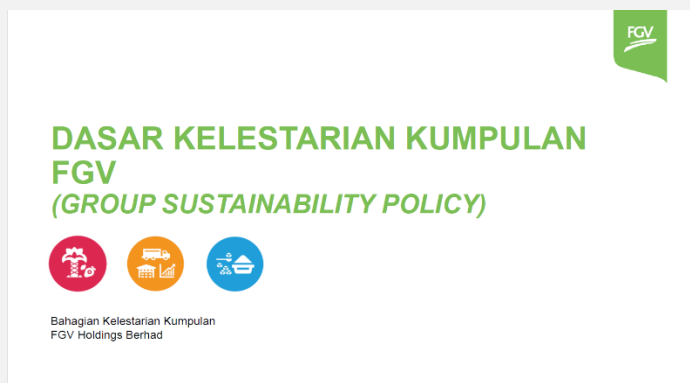 FGV
DASAR KELESTARIAN KUMPULAN
FGV
(GROUP SUSTAINABILITY POLICY)
Bahagian Kelestarian Kumpulan
FGV Holdings Berhad